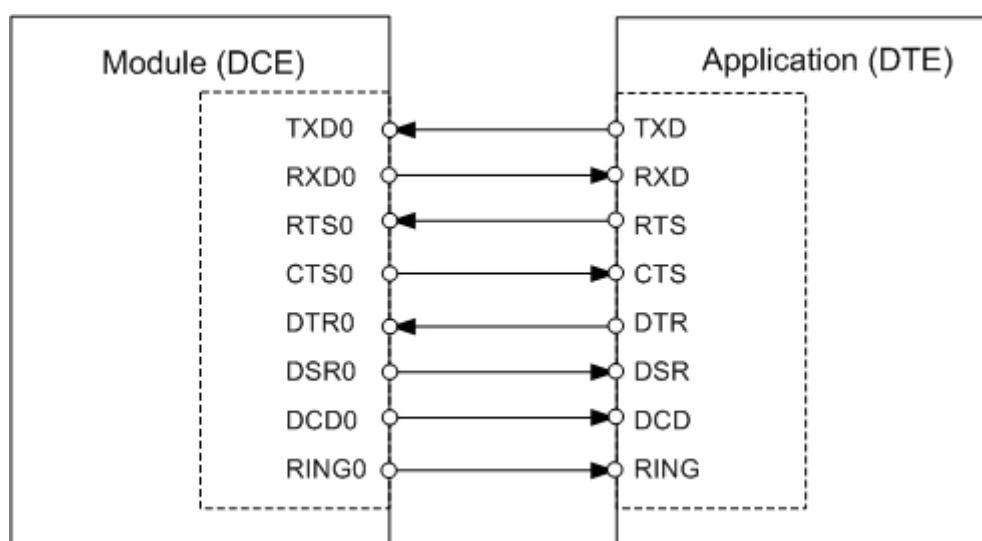 Module (DCE)
Application (DTE)
TXD0
TXD
RXD0
RXD
RTS0
RTS
CTS0
CTS
DTR0
DTR
DSR0
DSR
DCD0
DCD
RING0
RING